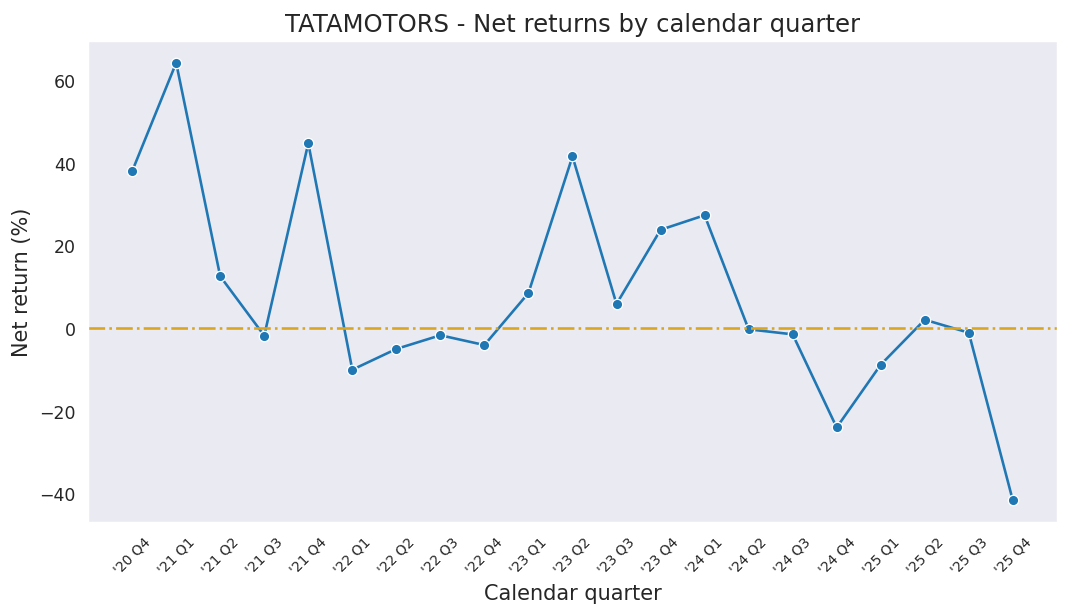 TATAMOTORS - Net returns by calendar quarter
Net return (%)
60
40
20
0
−20
−40
'20 Q4
'21 Q1
'21 Q2
'21 Q3
'21 Q4
'22 Q1
'22 Q2
'22 Q3
'22 Q4
'23 Q1
'23 Q2
'23 Q3
'23 Q4
'24 Q1
'24 Q2
'24 Q3
'24 Q4
'25 Q1
'25 Q2
'25 Q3
'25 Q4
Calendar quarter